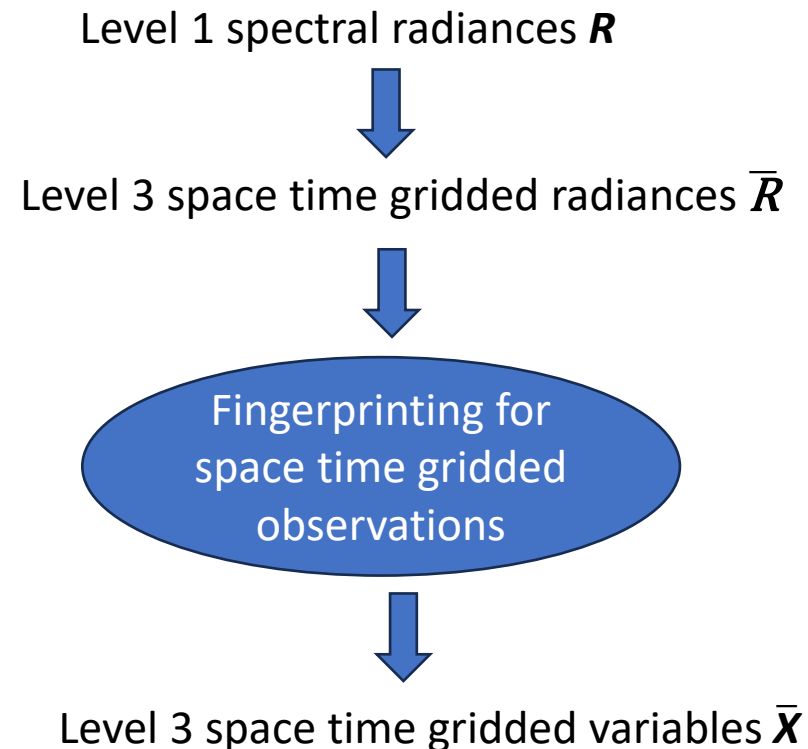 Level 1 spectral radiances R
Level 3 space time gridded radiances R̅
Fingerprinting for
space time gridded
observations
Level 3 space time gridded variables X̅